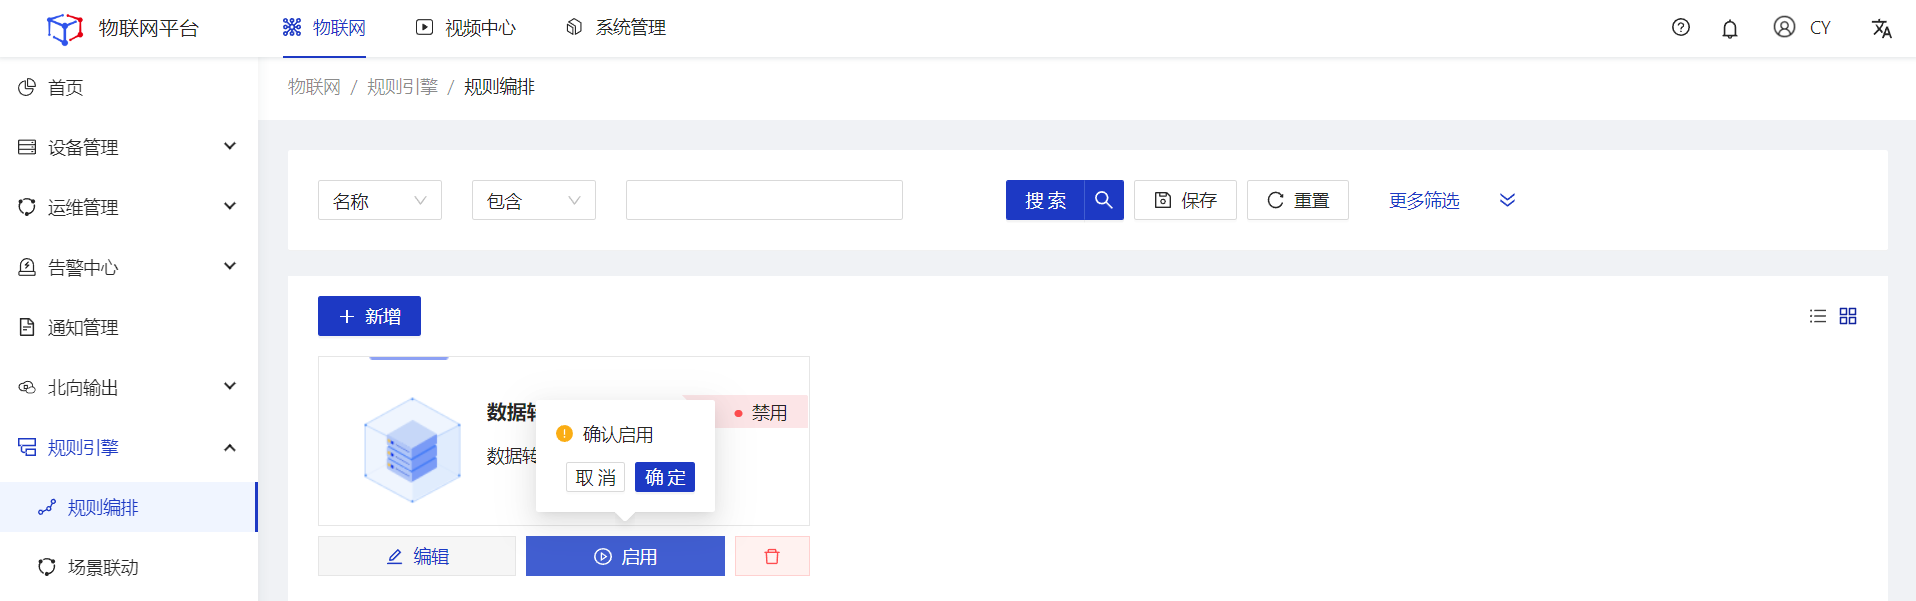 物联网平台
物联网
视频中心
系统管理
CY
首页
设备管理
运维管理
告警中心
通知管理
北向输出
规则引擎
规则编排
场景联动
物联网 / 规则引擎 / 规则编排
名称
包含
搜 索
保存
重置
更多筛选
新增
数据转
禁用
数据转
确认启用
取 消
确 定
编辑
启用